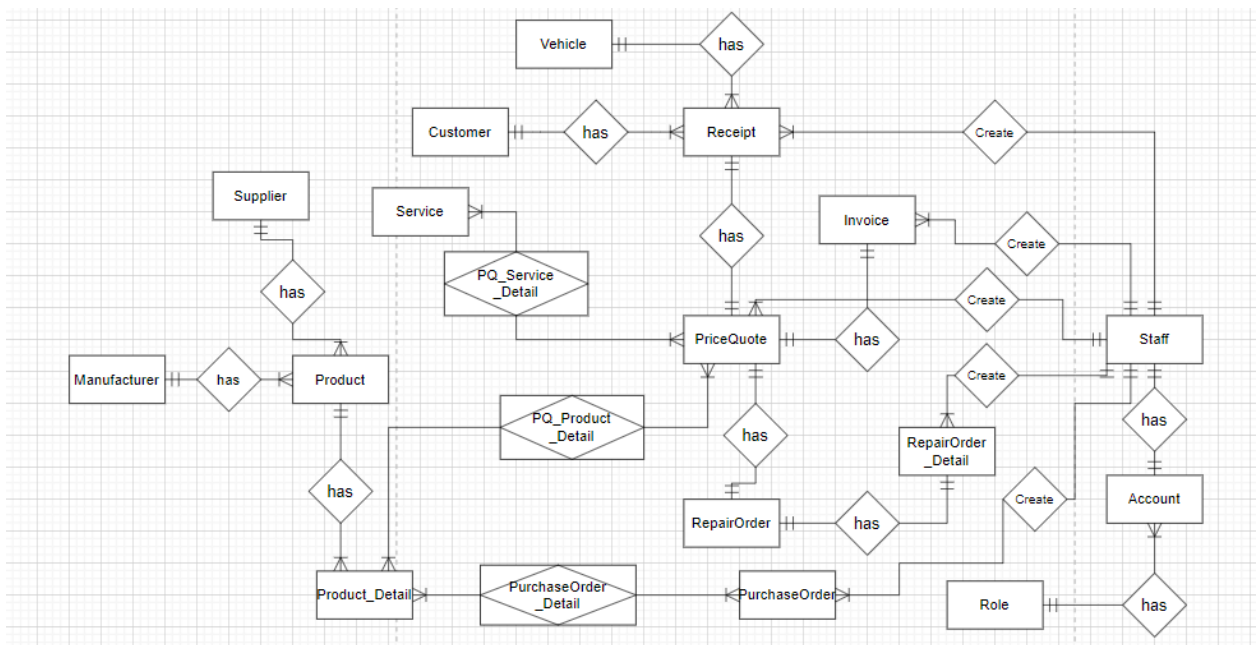 Vehicle
has
Customer
has
Receipt
Create
Supplier
Service
Invoice
has
Create
PQ_Service
_Detail
has
Create
PriceQuote
has
Staff
Manufacturer
has
Product
Create
PQ_Product
_Detail
has
RepairOrder
_Detail
has
has
Create
Account
RepairOrder
has
Product_Detail
PurchaseOrder
_Detail
PurchaseOrder
Role
has